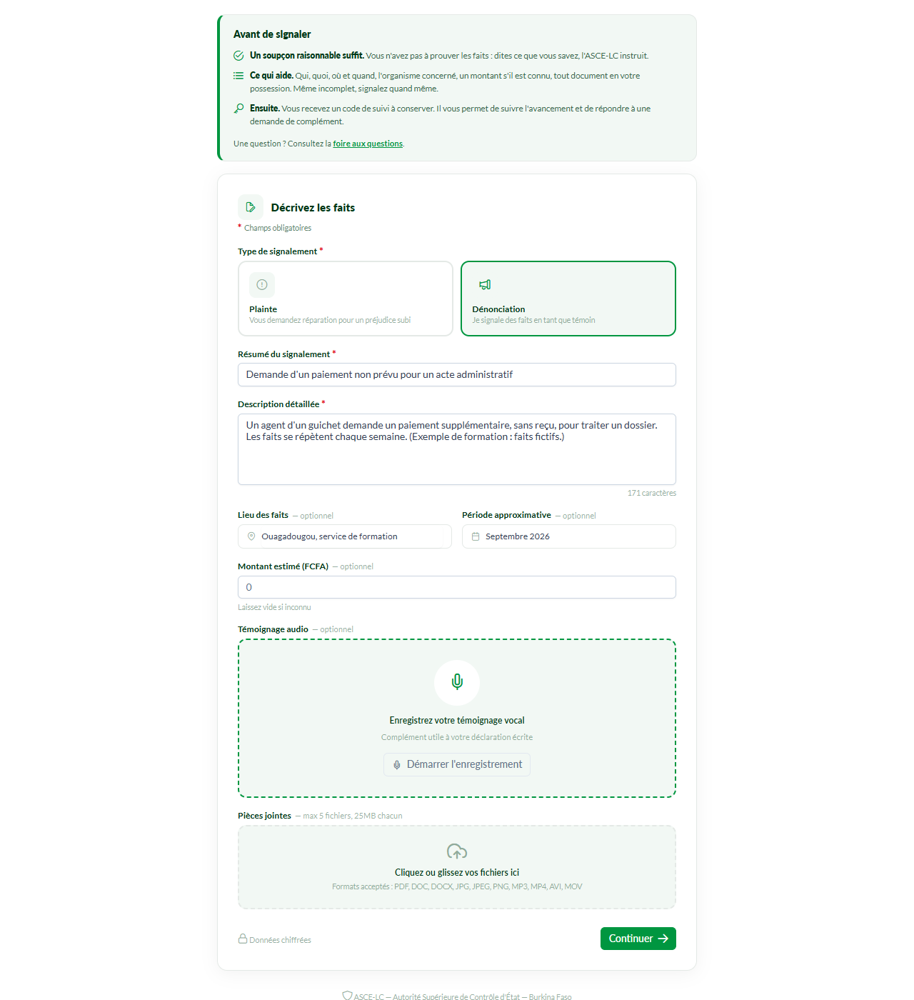 Avant de signaler
Un soupçon raisonnable suffit. Vous n'avez pas à prouver les faits : dites ce que vous savez, l'ASCE-LC instruit.
Ce qui aide. Qui, quoi, où et quand, l'organisme concerné, un montant s'il est connu, tout document en votre
possession. Même incomplet, signalez quand même.
Ensuite. Vous recevez un code de suivi à conserver. Il vous permet de suivre l'avancement et de répondre à une
demande de complément.
Une question ? Consultez la foire aux questions.
Décrivez les faits
* Champs obligatoires
Type de signalement *
Plainte
Vous demandez réparation pour un préjudice subi
Dénonciation
Je signale des faits en tant que témoin
Résumé du signalement *
Demande d'un paiement non prévu pour un acte administratif
Description détaillée *
Un agent d'un guichet demande un paiement supplémentaire, sans reçu, pour traiter un dossier.
Les faits se répètent chaque semaine. (Exemple de formation : faits fictifs.)
171 caractères
Lieu des faits — optionnel
Ouagadougou, service de formation
Période approximative — optionnel
Septembre 2026
Montant estimé (FCFA) — optionnel
0
Laissez vide si inconnu
Témoignage audio — optionnel
Enregistrez votre témoignage vocal
Complément utile à votre déclaration écrite
Démarrer l'enregistrement
Pièces jointes — max 5 fichiers, 25MB chacun
Cliquez ou glissez vos fichiers ici
Formats acceptés : PDF, DOC, DOCX, JPG, JPEG, PNG, MP3, MP4, AVI, MOV
Données chiffrées
Continuer
ASCE-LC — Autorité Supérieure de Contrôle d'État — Burkina Faso